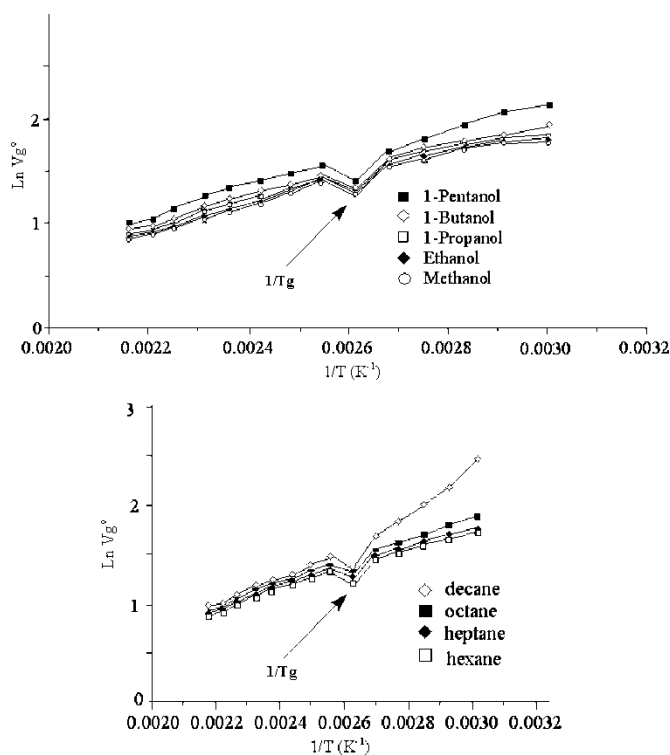 Ln Vg°
2
1
0
1-Pentanol
1-Butanol
1-Propanol
Ethanol
Methanol
1/Tg
0.0020 0.0022 0.0024 0.0026 0.0028 0.0030 0.0032
1/T (K⁻¹)
3
Ln Vg°
2
1
0
decane
octane
heptane
hexane
1/Tg
0.0020 0.0022 0.0024 0.0026 0.0028 0.0030 0.0032
1/T (K⁻¹)